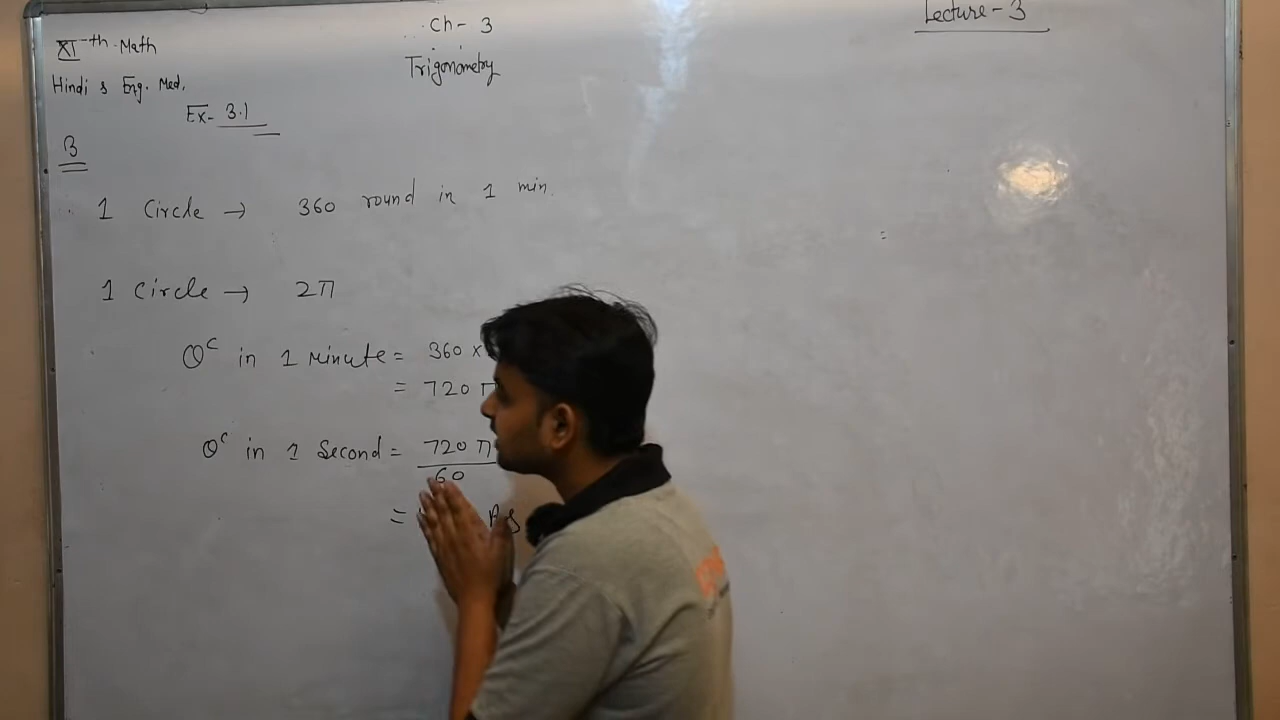 Lecture - 3
Ch - 3
XI-th Math
Trigonometry
Hindi & Eng. Med.
Ex- 3.1
3
1 Circle → 360 round in 1 min.
1 Circle → 2π
θᶜ in 1 Minute = 360 ×
= 720 π
θᶜ in 1 Second = 720 π
60
= Ans